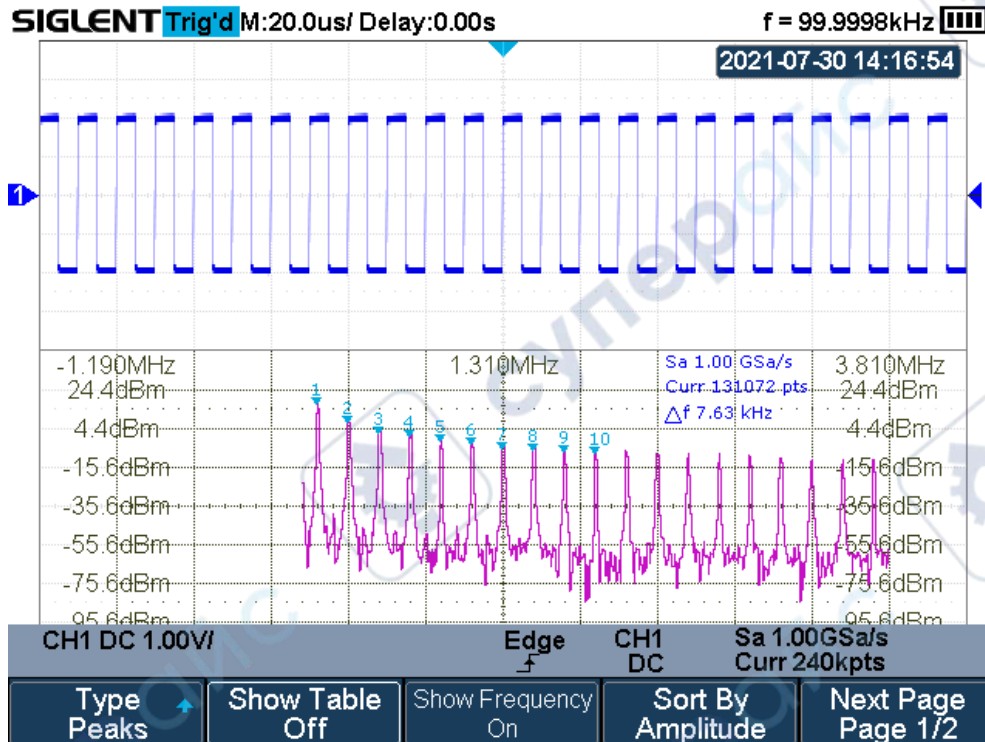 SIGLENT Trig'd M:20.0us/ Delay:0.00s f = 99.9998kHz
2021-07-30 14:16:54
1
-1.190MHz 1.310MHz Sa 1.00 GSa/s 3.810MHz
24.4dBm Curr 131072 pts 24.4dBm
△f 7.63 kHz
1 2 3 4 5 6 7 8 9 10
4.4dBm 4.4dBm
-15.6dBm -15.6dBm
-35.6dBm -35.6dBm
-55.6dBm -55.6dBm
-75.6dBm -75.6dBm
95.6dBm 95.6dBm
CH1 DC 1.00V/ Edge CH1 Sa 1.00GSa/s
DC Curr 240kpts
Type Show Table Show Frequency Sort By Next Page
Peaks Off On Amplitude Page 1/2
суперайс
айс
айс
айс